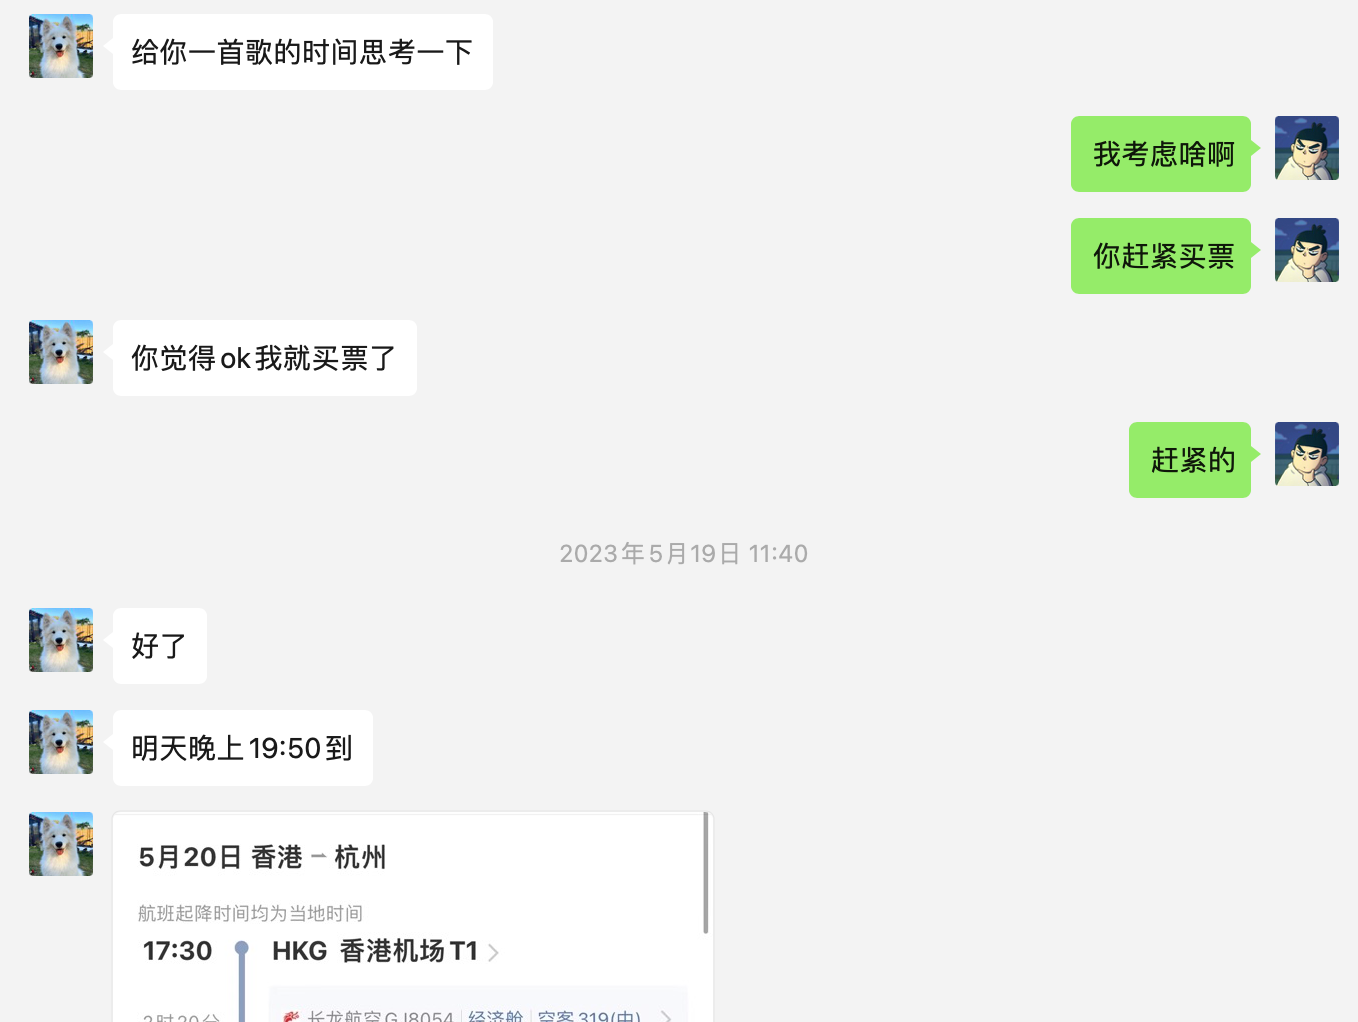 给你一首歌的时间思考一下
我考虑啥啊
你赶紧买票
你觉得ok我就买票了
赶紧的
2023年5月19日 11:40
好了
明天晚上19:50到
5月20日 香港 — 杭州
航班起降时间均为当地时间
17:30 HKG 香港机场T1
2时20分 长龙航空GJ8054 | 经济舱 | 空客319(中)